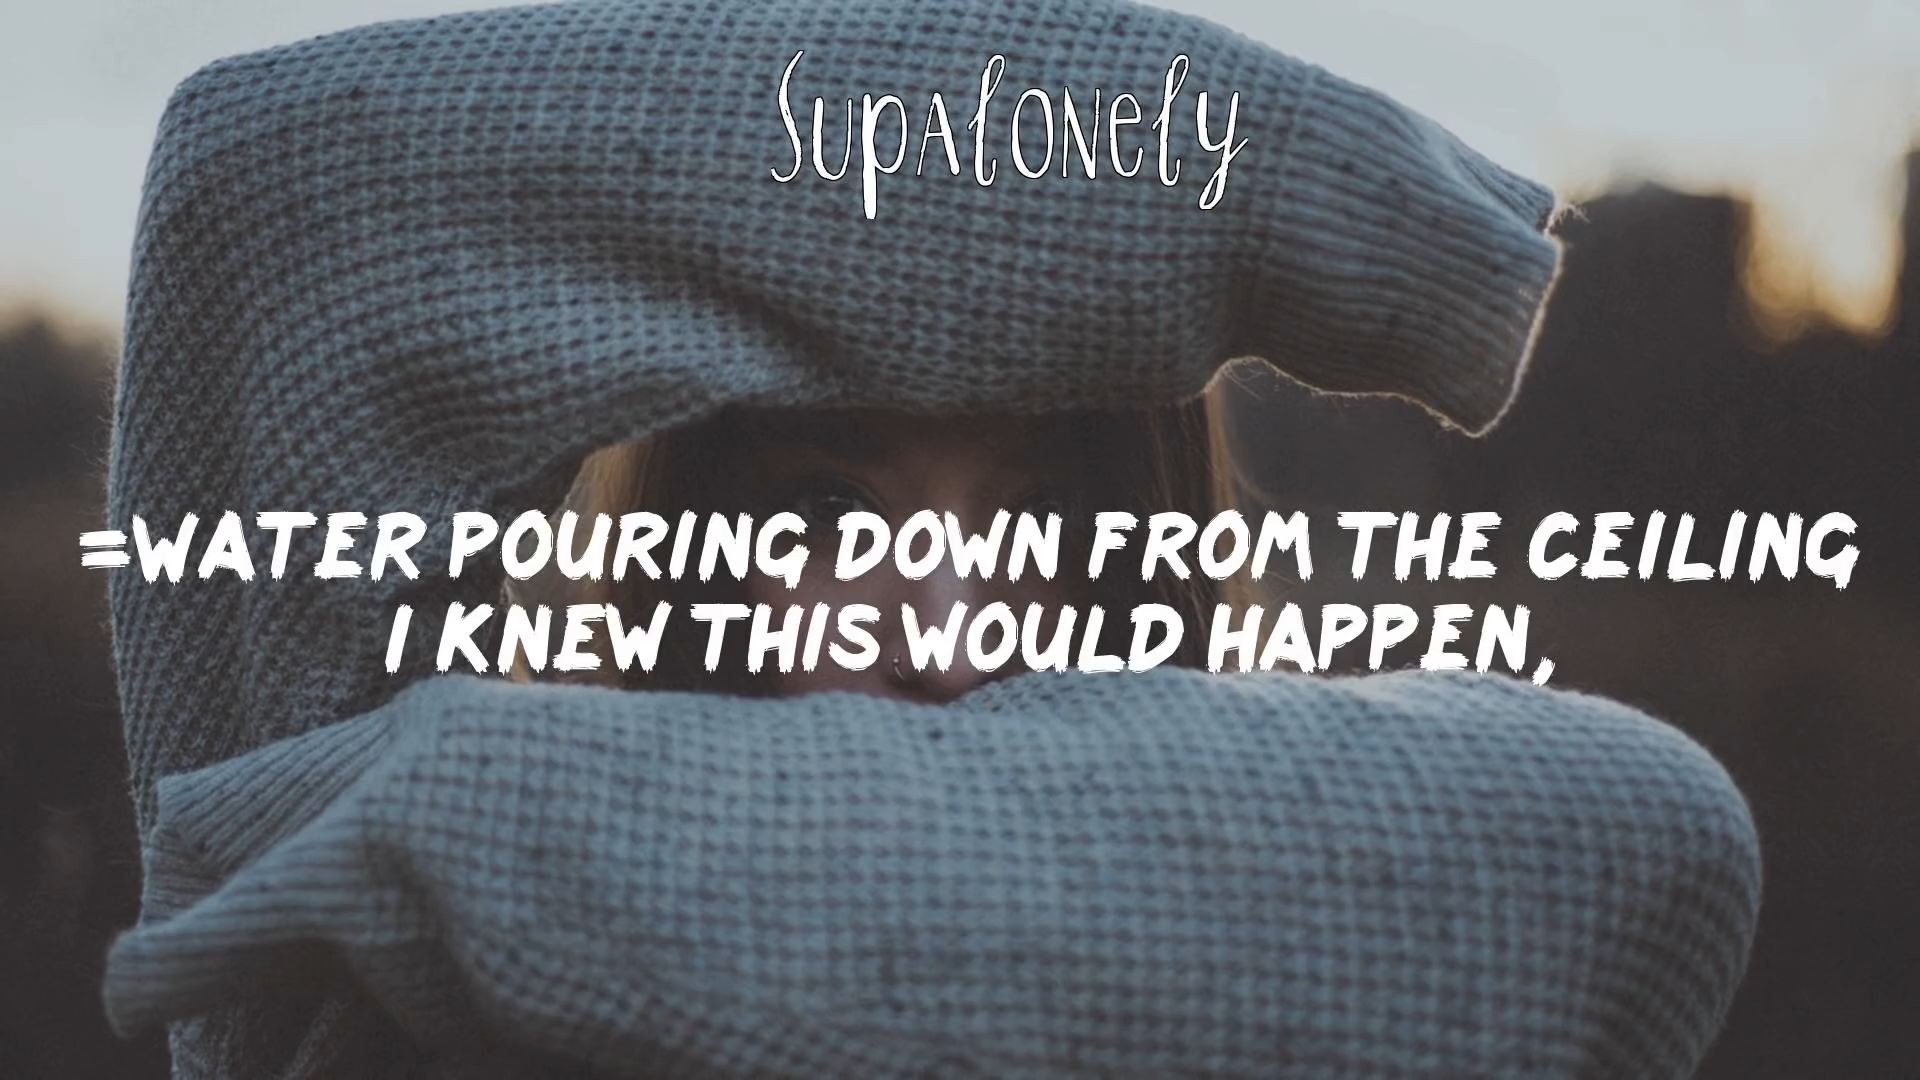 SupALONely
=WATER POURING DOWN FROM THE CEILING
I KNEW THIS WOULD HAPPEN,